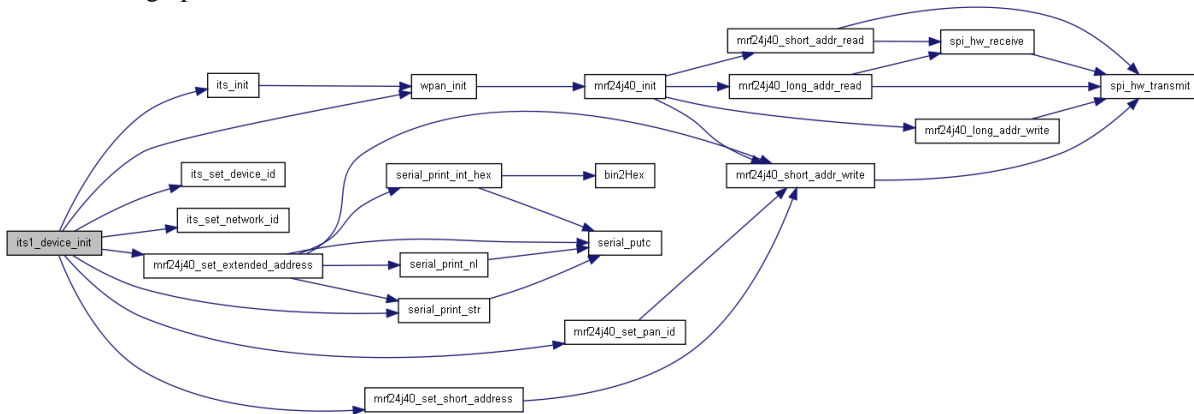 mrf24j40_short_addr_read
spi_hw_receive
its_init
wpan_init
mrf24j40_init
mrf24j40_long_addr_read
spi_hw_transmit
mrf24j40_long_addr_write
its_set_device_id
serial_print_int_hex
bin2Hex
mrf24j40_short_addr_write
its_set_network_id
its1_device_init
serial_putc
mrf24j40_set_extended_address
serial_print_nl
serial_print_str
mrf24j40_set_pan_id
mrf24j40_set_short_address